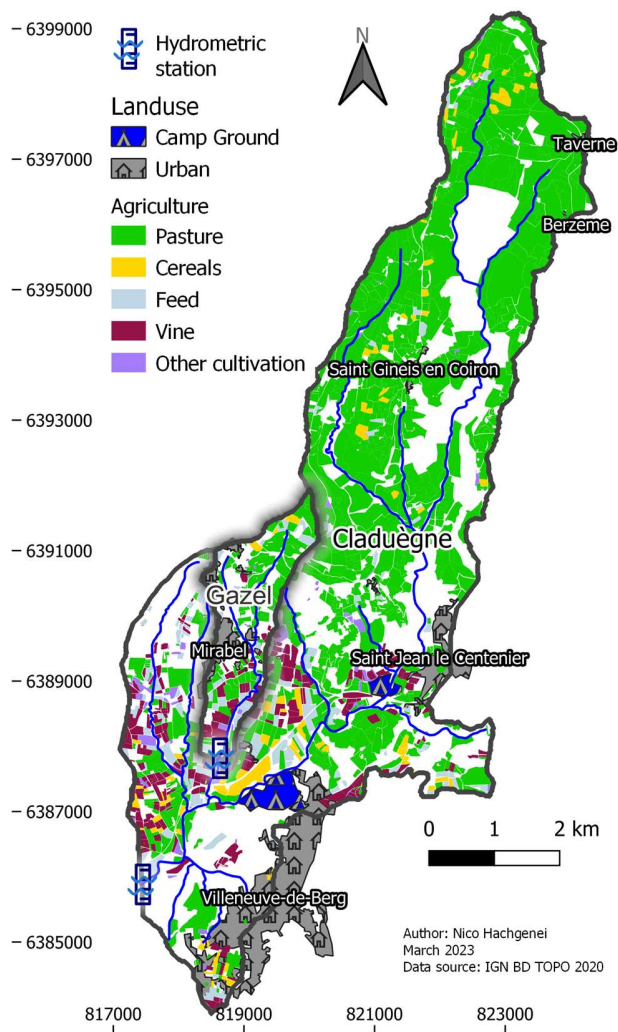 6399000
6397000
6395000
6393000
6391000
6389000
6387000
6385000
Hydrometric
station
Landuse
Camp Ground
Urban
Agriculture
Pasture
Cereals
Feed
Vine
Other cultivation
N
Taverne
Berzeme
Saint Gineis en Coiron
Claduègne
Gazel
Mirabel
Saint Jean le Centenier
Villeneuve-de-Berg
0 1 2 km
Author: Nico Hachgenei
March 2023
Data source: IGN BD TOPO 2020
817000 819000 821000 823000